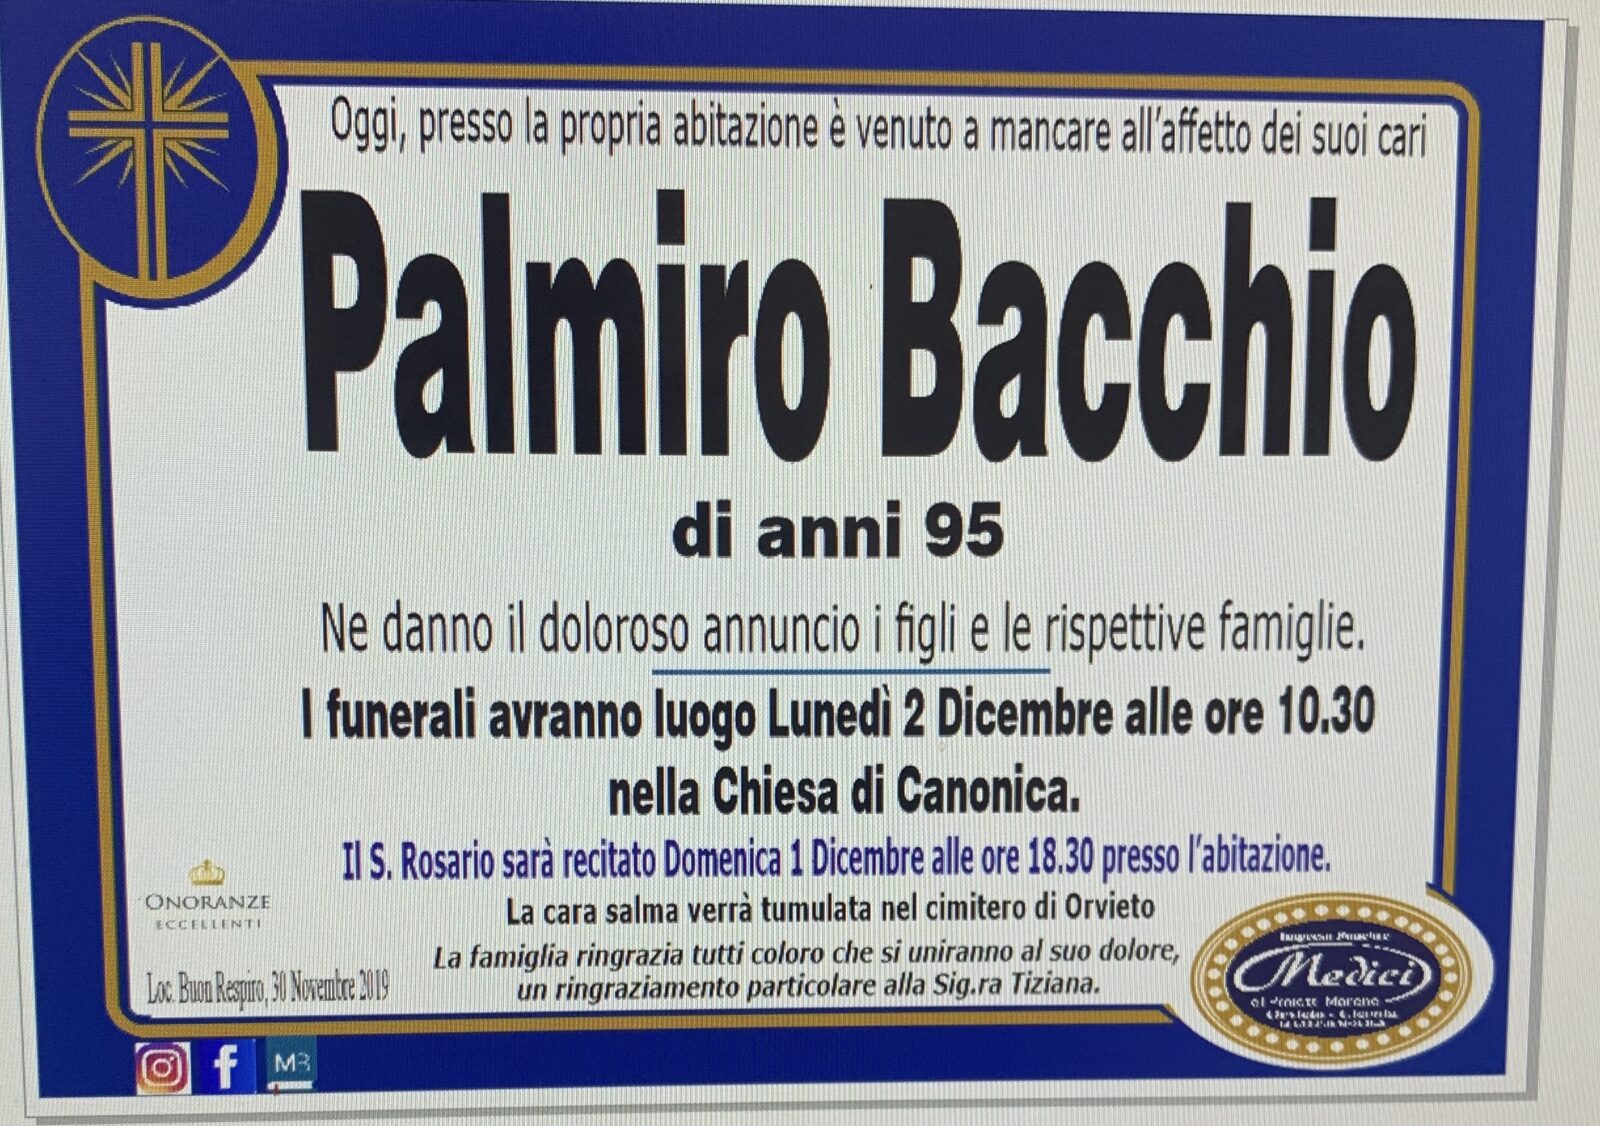 Oggi, presso la propria abitazione è venuto a mancare all'affetto dei suoi cari
Palmiro Bacchio
di anni 95
Ne danno il doloroso annuncio i figli e le rispettive famiglie.
I funerali avranno luogo Lunedì 2 Dicembre alle ore 10.30
nella Chiesa di Canonica.
Il S. Rosario sarà recitato Domenica 1 Dicembre alle ore 18.30 presso l'abitazione.
La cara salma verrà tumulata nel cimitero di Orvieto
La famiglia ringrazia tutti coloro che si uniranno al suo dolore,
un ringraziamento particolare alla Sig.ra Tiziana.
ONORANZE
ECCELLENTI
Loc. Buon Respiro, 30 Novembre 2019
Medici
f